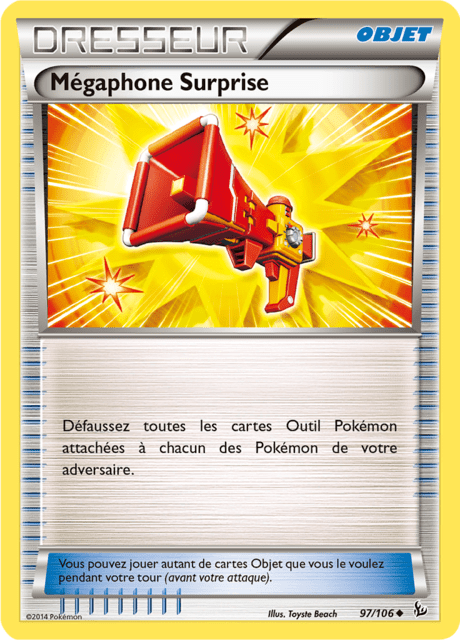 DRESSEUR
OBJET
Mégaphone Surprise
Défaussez toutes les cartes Outil Pokémon
attachées à chacun des Pokémon de votre
adversaire.
Vous pouvez jouer autant de cartes Objet que vous le voulez
pendant votre tour (avant votre attaque).
©2014 Pokémon
Illus. Toyste Beach
97/106